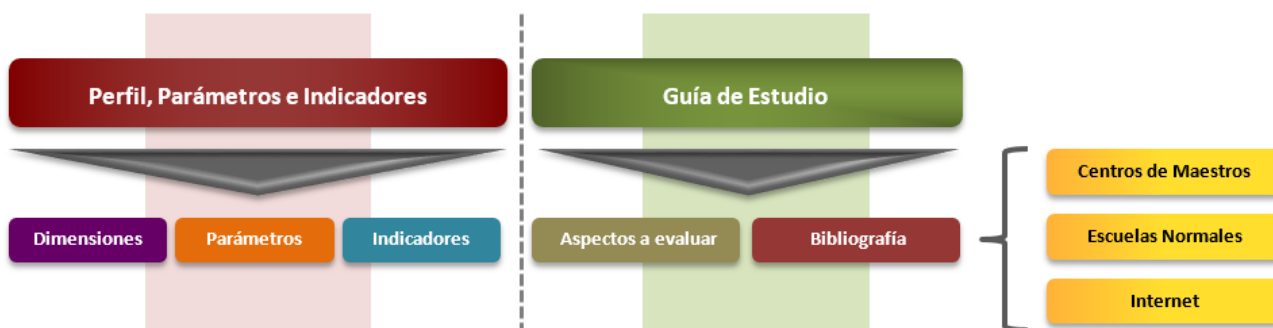 Perfil, Parámetros e Indicadores
Guía de Estudio
Dimensiones
Parámetros
Indicadores
Aspectos a evaluar
Bibliografía
Centros de Maestros
Escuelas Normales
Internet